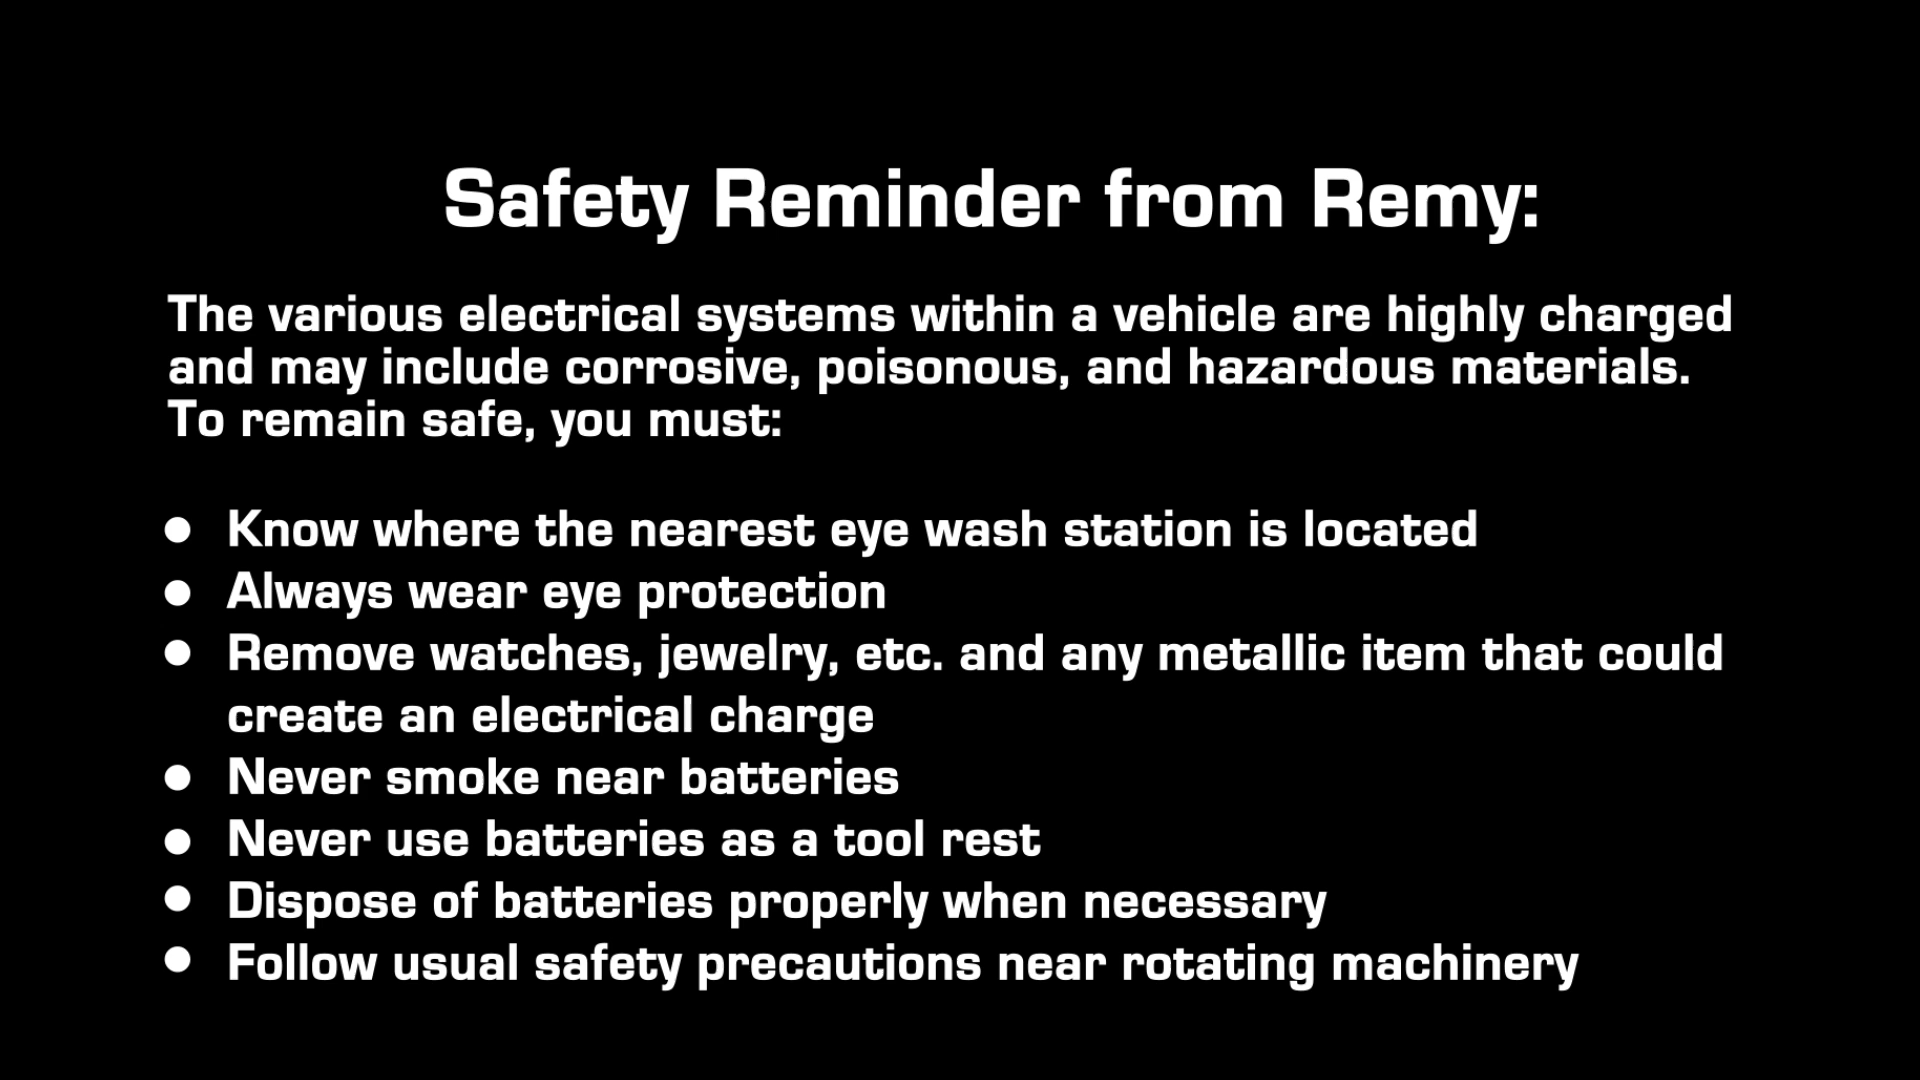 Safety Reminder from Remy:
The various electrical systems within a vehicle are highly charged
and may include corrosive, poisonous, and hazardous materials.
To remain safe, you must:
● Know where the nearest eye wash station is located
● Always wear eye protection
● Remove watches, jewelry, etc. and any metallic item that could
create an electrical charge
● Never smoke near batteries
● Never use batteries as a tool rest
● Dispose of batteries properly when necessary
● Follow usual safety precautions near rotating machinery